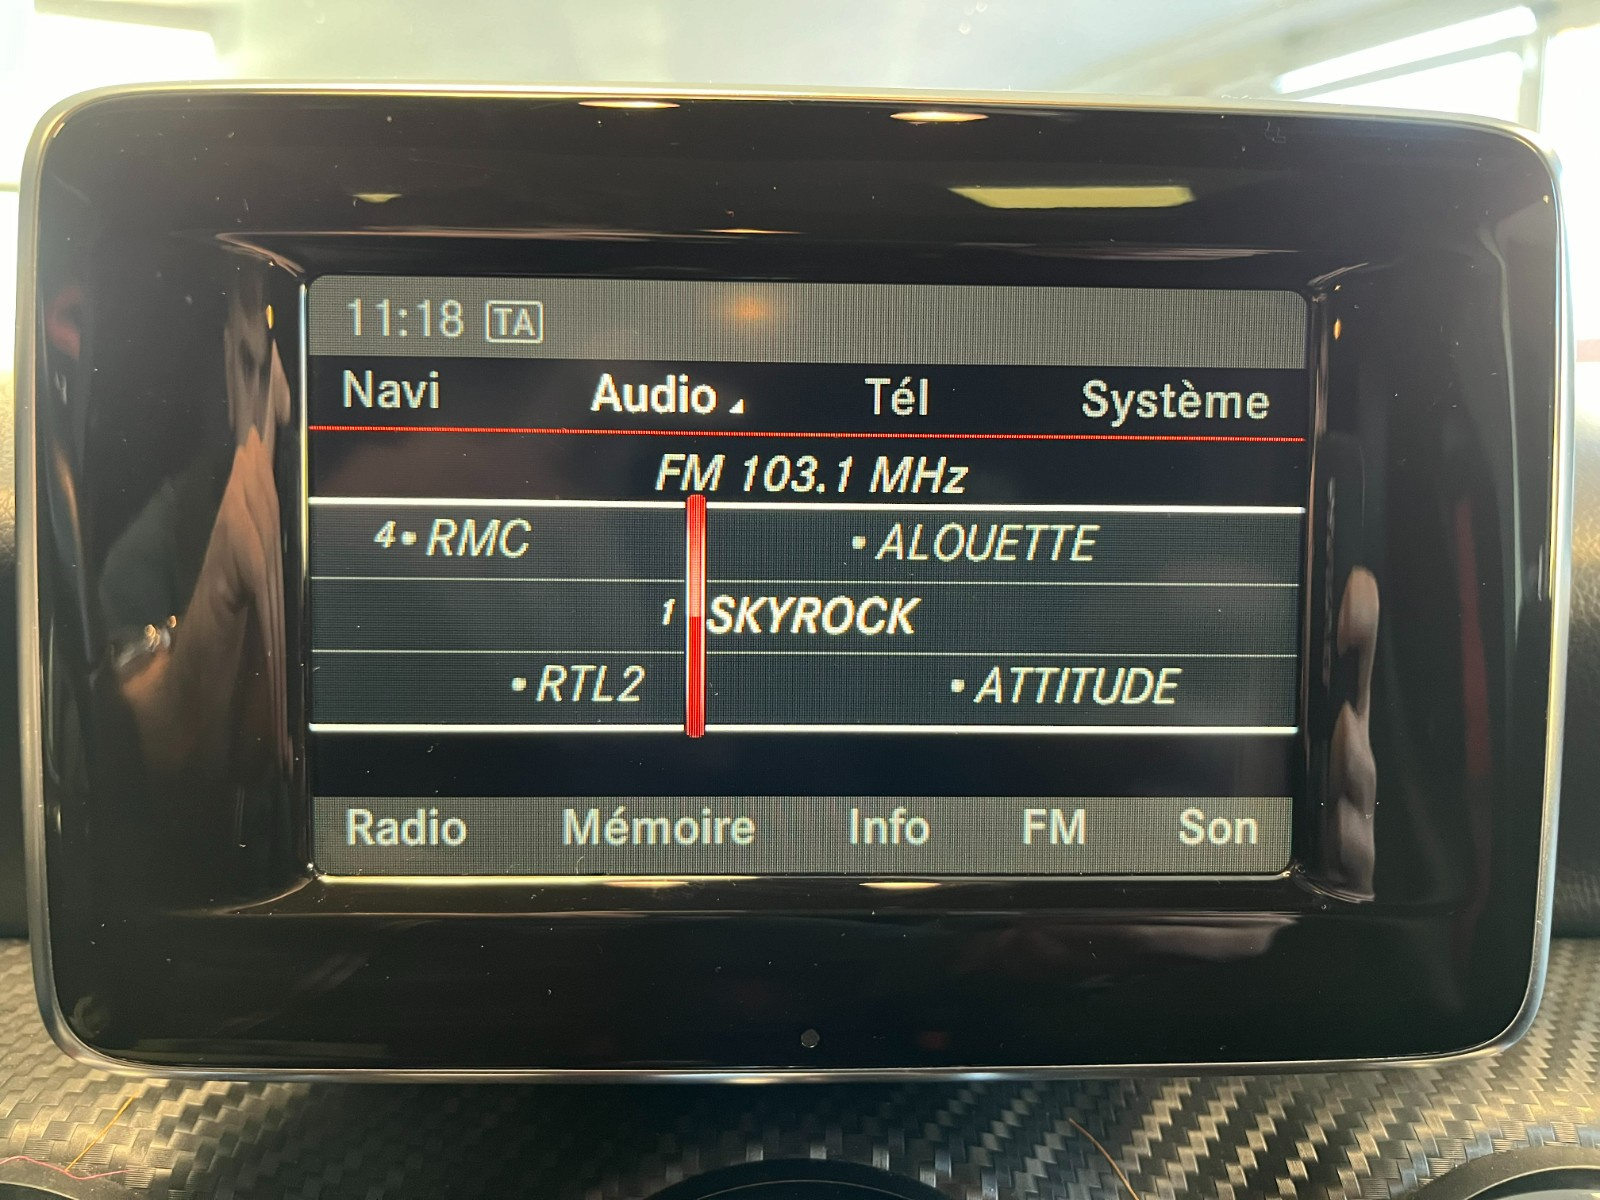 11:18 TA
Navi Audio Tél Système
FM 103.1 MHz
4• RMC • ALOUETTE
1 SKYROCK
• RTL2 • ATTITUDE
Radio Mémoire Info FM Son